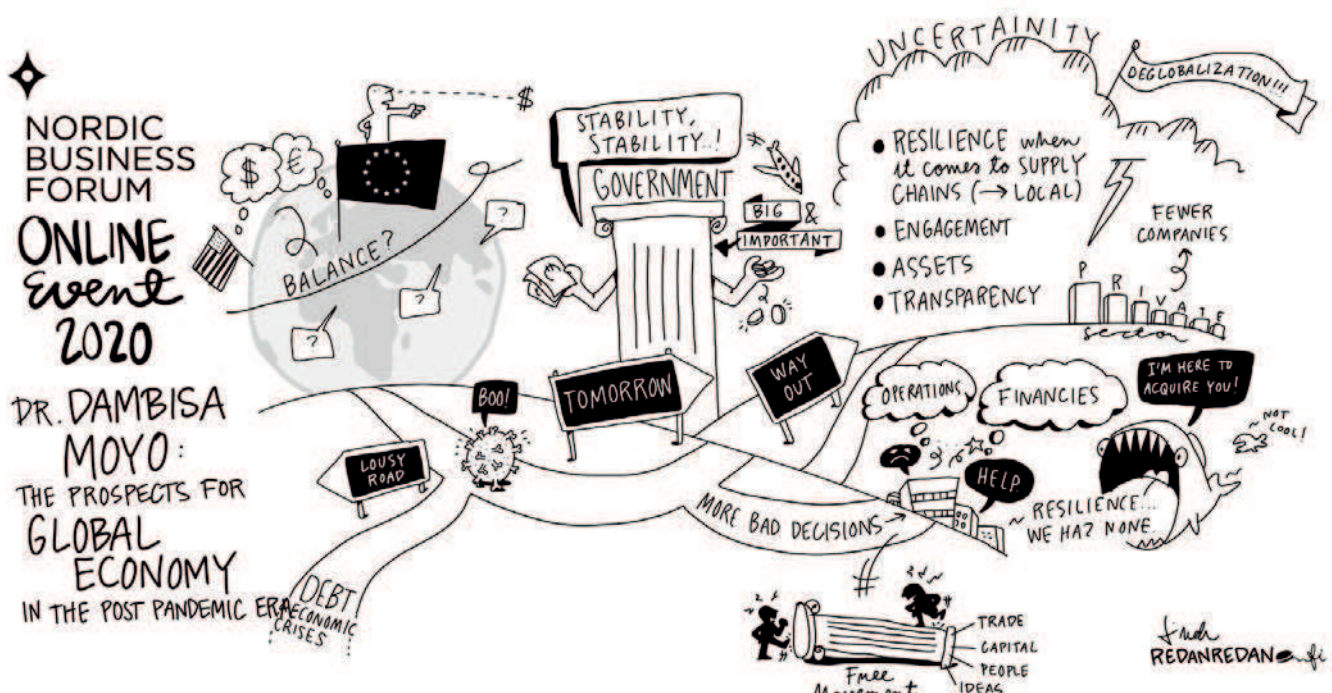 NORDIC
BUSINESS
FORUM
ONLINE
Event
2020
DR. DAMBISA
MOYO:
THE PROSPECTS FOR
GLOBAL
ECONOMY
IN THE POST PANDEMIC ERA
$
€
$
BALANCE?
?
?
?
STABILITY,
STABILITY..!
GOVERNMENT
BIG &
IMPORTANT
UNCERTAINITY
DEGLOBALIZATION!!!
• RESILIENCE when
it comes to SUPPLY
CHAINS (→ LOCAL)
• ENGAGEMENT
• ASSETS
• TRANSPARENCY
FEWER
COMPANIES
PRIVATE
sector
LOUSY
ROAD
BOO!
TOMORROW
WAY
OUT
OPERATIONS
FINANCIES
I'M HERE TO
ACQUIRE YOU!
NOT
COOL!
HELP
RESILIENCE...
WE HAZ NONE
MORE BAD DECISIONS →
DEBT
ECONOMIC
CRISES
TRADE
CAPITAL
PEOPLE
IDEAS
Free
Movement
REDANREDAN
fi